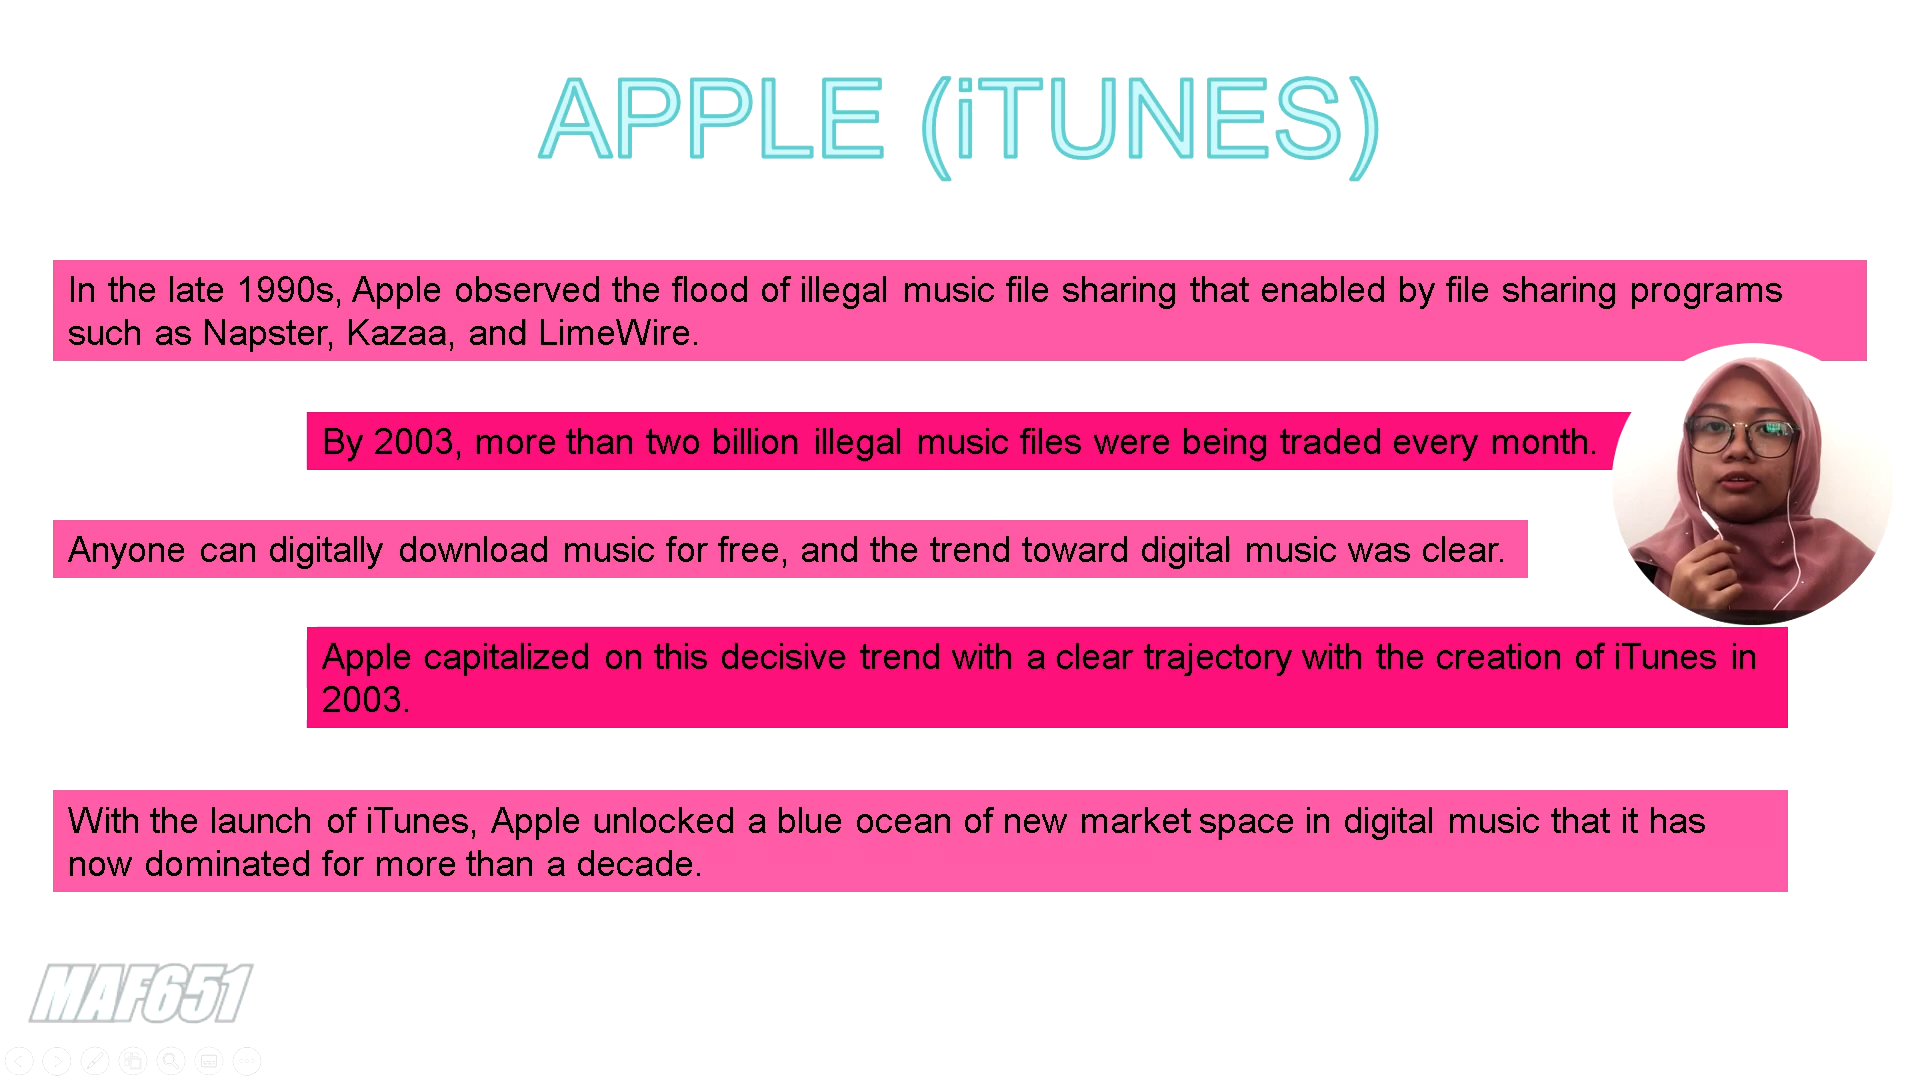 APPLE (iTUNES)
In the late 1990s, Apple observed the flood of illegal music file sharing that enabled by file sharing programs
such as Napster, Kazaa, and LimeWire.
By 2003, more than two billion illegal music files were being traded every month.
Anyone can digitally download music for free, and the trend toward digital music was clear.
Apple capitalized on this decisive trend with a clear trajectory with the creation of iTunes in
2003.
With the launch of iTunes, Apple unlocked a blue ocean of new market space in digital music that it has
now dominated for more than a decade.
MAF651